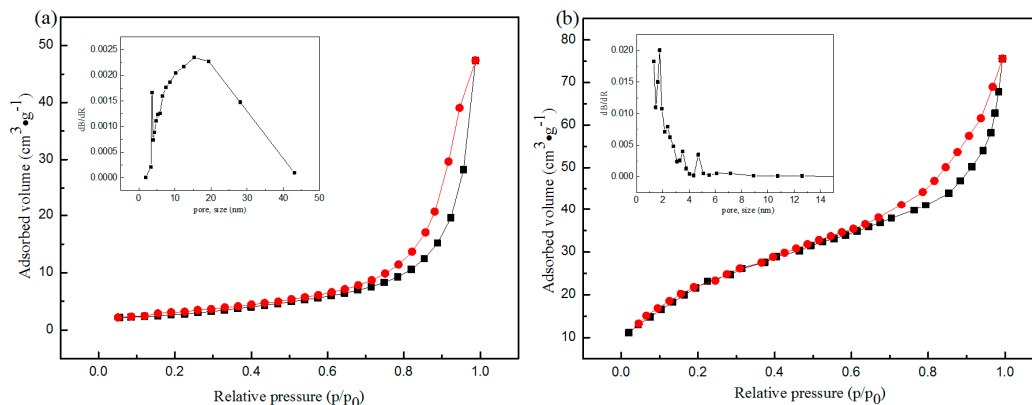 (a)
50
40
30
20
10
0
0.0 0.2 0.4 0.6 0.8 1.0
Adsorbed volume (cm³•g⁻¹)
Relative pressure (p/p₀)
0.0025
0.0020
0.0015
0.0010
0.0005
0.0000
dB/dR
0 10 20 30 40 50
pore, size (nm)
(b)
80
70
60
50
40
30
20
10
0.0 0.2 0.4 0.6 0.8 1.0
Adsorbed volume (cm³•g⁻¹)
Relative pressure (p/p₀)
0.020
0.015
0.010
0.005
0.000
dB/dR
0 2 4 6 8 10 12 14
pore, size (nm)